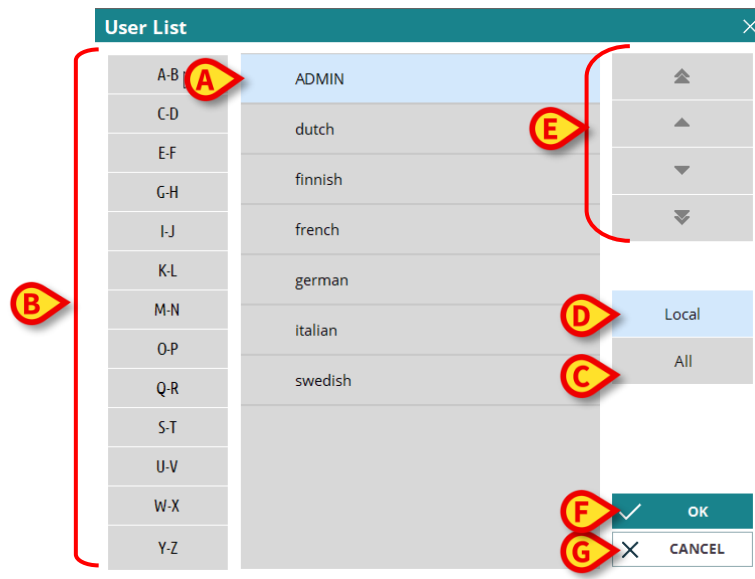 User List
A-B
C-D
E-F
G-H
I-J
K-L
M-N
O-P
Q-R
S-T
U-V
W-X
Y-Z
ADMIN
dutch
finnish
french
german
italian
swedish
Local
All
OK
CANCEL
A
B
E
D
C
F
G